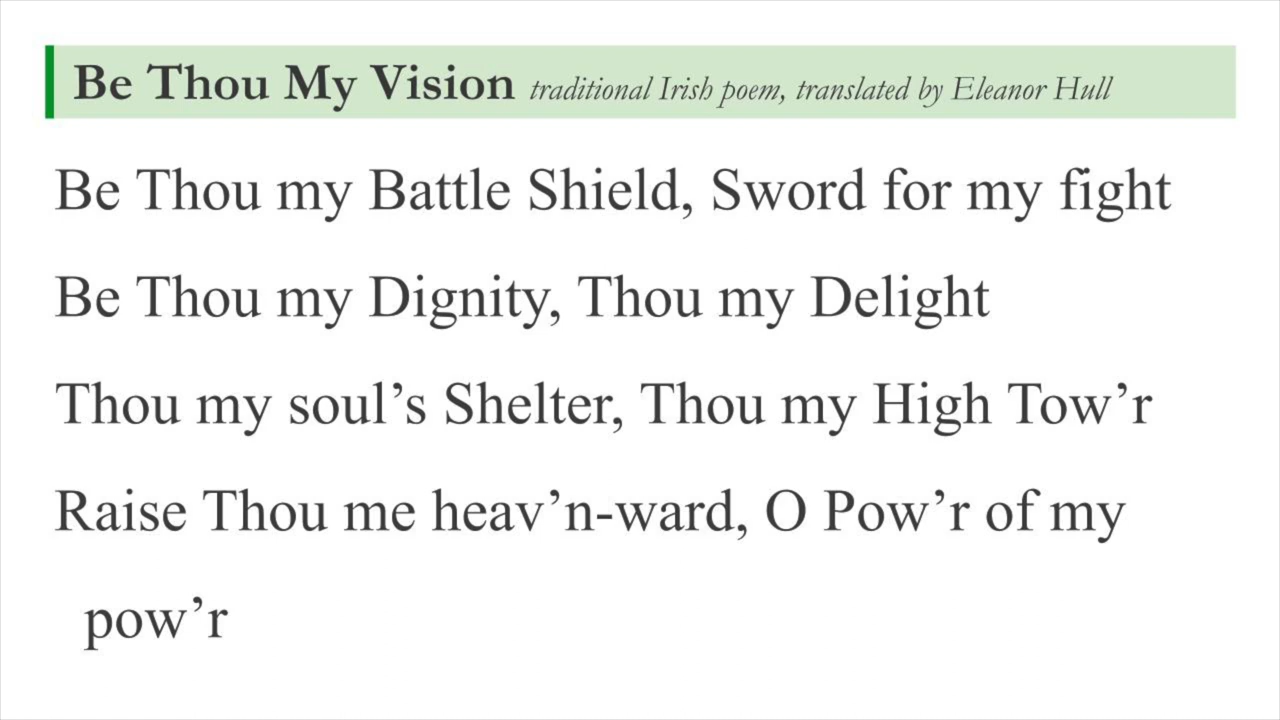 Be Thou My Vision traditional Irish poem, translated by Eleanor Hull
Be Thou my Battle Shield, Sword for my fight
Be Thou my Dignity, Thou my Delight
Thou my soul’s Shelter, Thou my High Tow’r
Raise Thou me heav’n-ward, O Pow’r of my
pow’r